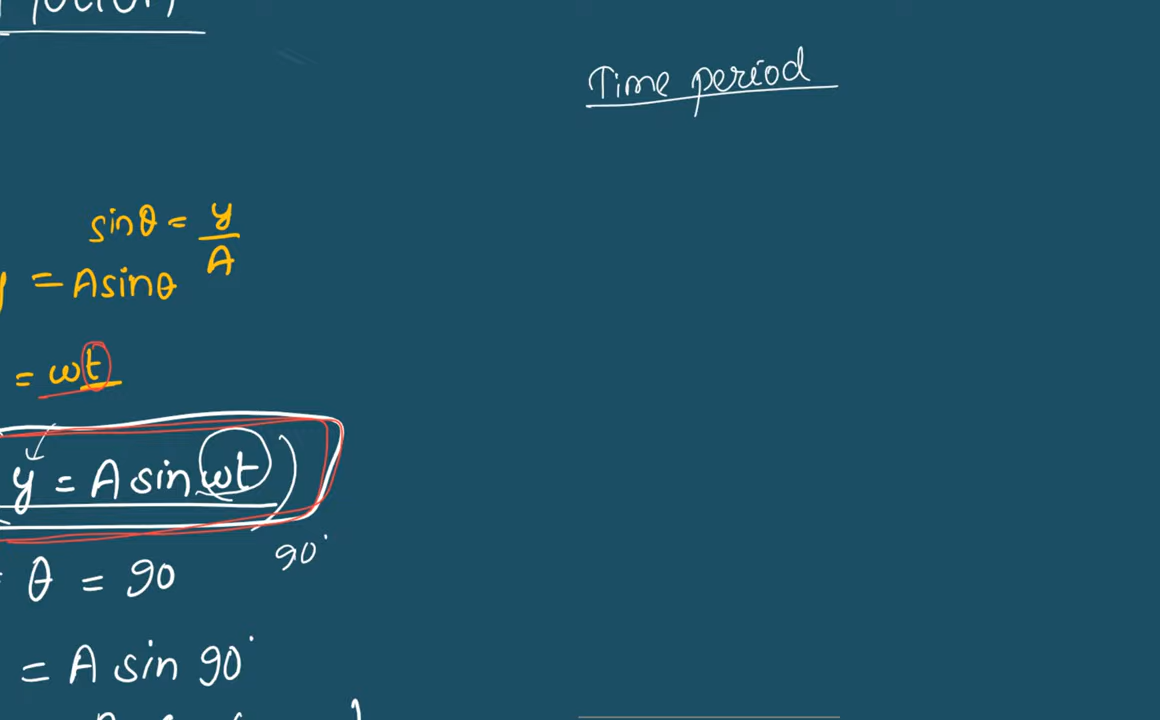 Time period
sinθ = y/A
y = Asinθ
= ωt
y = A sin ωt)
90°
θ = 90
= A sin 90°